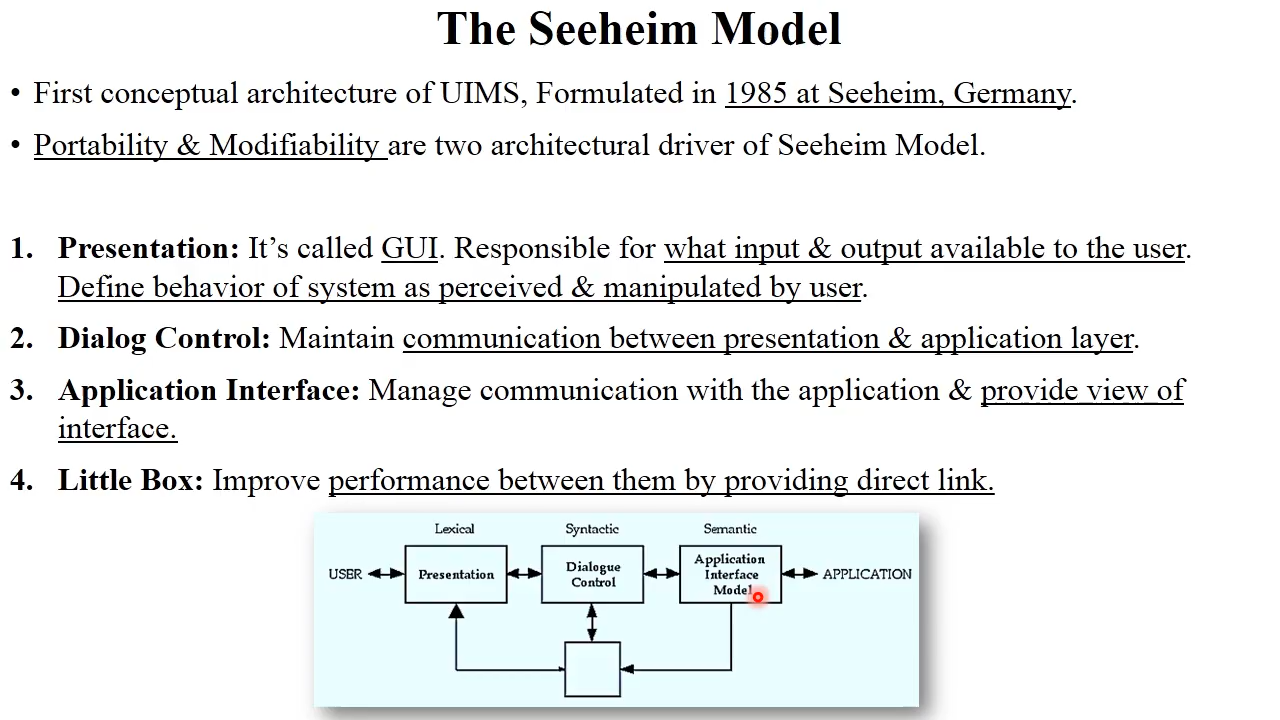 The Seeheim Model
• First conceptual architecture of UIMS, Formulated in 1985 at Seeheim, Germany.
• Portability & Modifiability are two architectural driver of Seeheim Model.
1. Presentation: It’s called GUI. Responsible for what input & output available to the user.
Define behavior of system as perceived & manipulated by user.
2. Dialog Control: Maintain communication between presentation & application layer.
3. Application Interface: Manage communication with the application & provide view of
interface.
4. Little Box: Improve performance between them by providing direct link.
Lexical Syntactic Semantic
USER Presentation Dialogue Control Application Interface Model APPLICATION